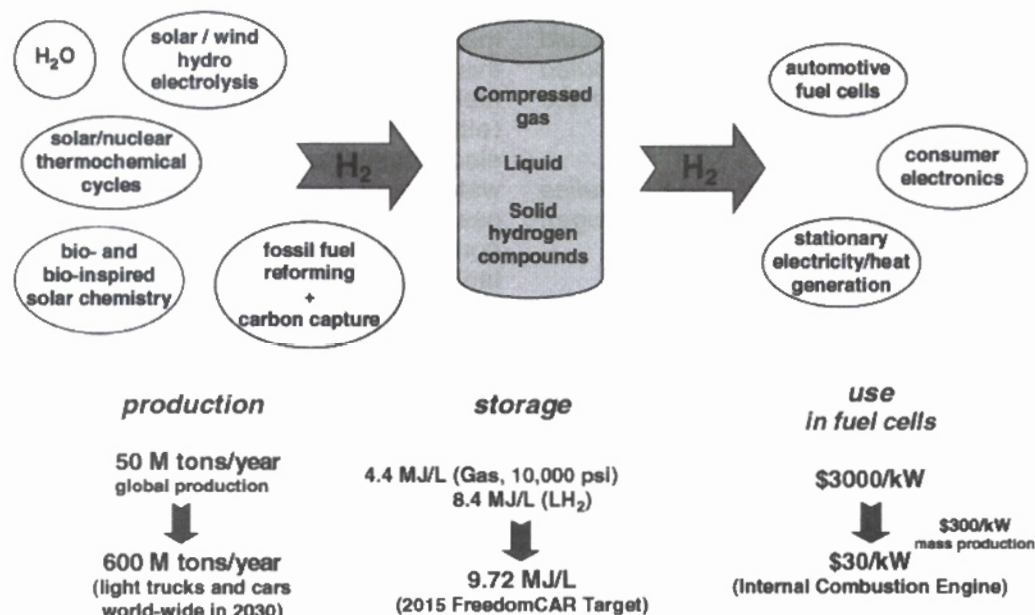 H₂O
solar / wind
hydro
electrolysis
solar/nuclear
thermochemical
cycles
bio- and
bio-inspired
solar chemistry
fossil fuel
reforming
+
carbon capture
H₂
Compressed
gas
Liquid
Solid
hydrogen
compounds
H₂
automotive
fuel cells
consumer
electronics
stationary
electricity/heat
generation
production
50 M tons/year
global production
600 M tons/year
(light trucks and cars
world-wide in 2030)
storage
4.4 MJ/L (Gas, 10,000 psi)
8.4 MJ/L (LH₂)
9.72 MJ/L
(2015 FreedomCAR Target)
use
in fuel cells
$3000/kW
$300/kW
mass production
$30/kW
(Internal Combustion Engine)